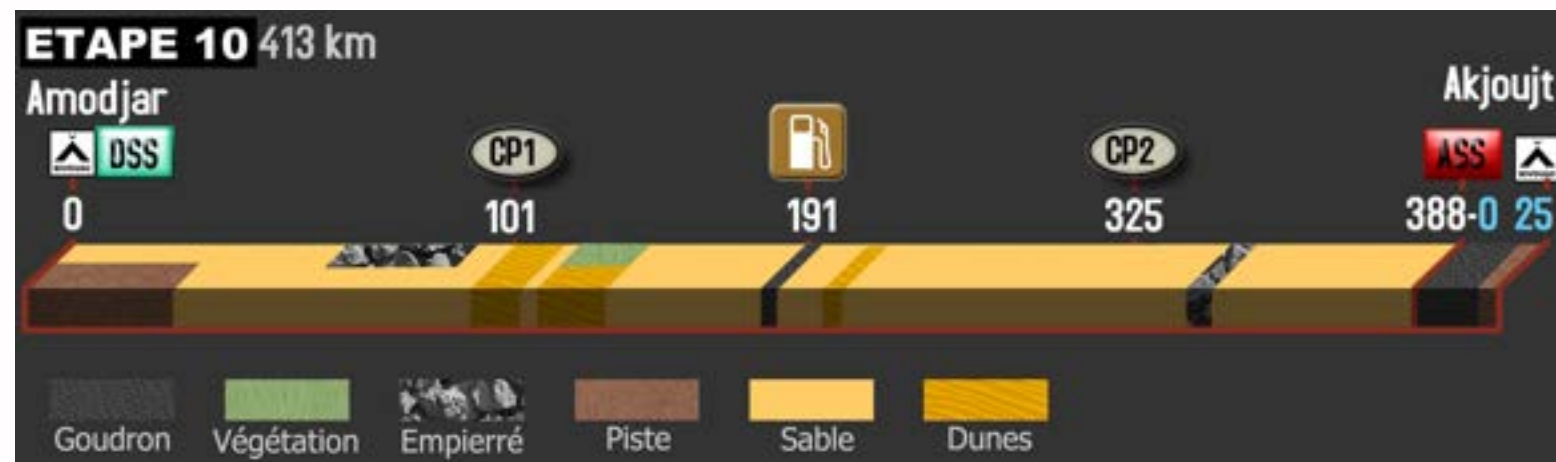 ETAPE 10 413 km
Amodjar
Akjoujt
DSS
CP1
CP2
ASS
0
101
191
325
388-0 25
Goudron
Végétation
Empierré
Piste
Sable
Dunes